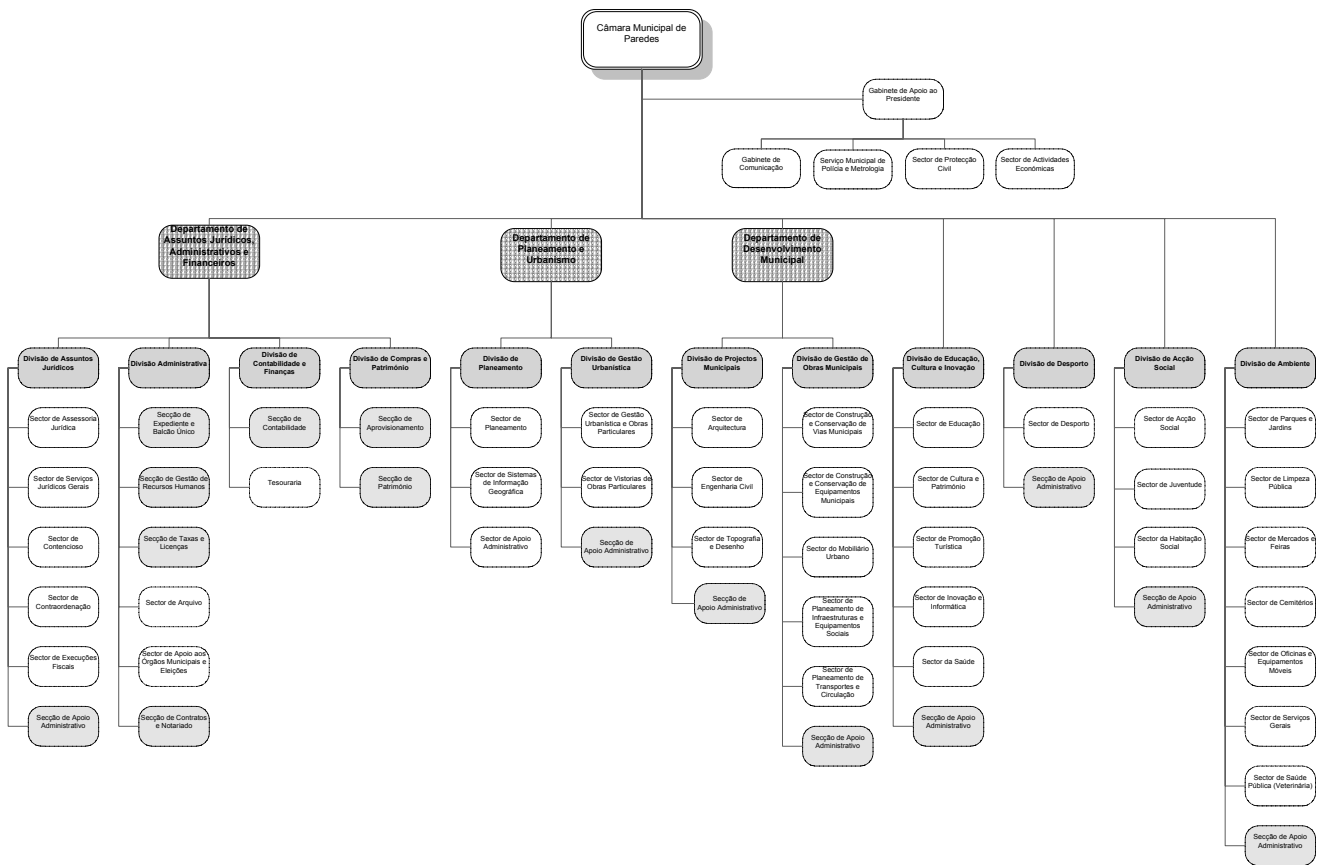 Câmara Municipal de
Paredes
Gabinete de Apoio ao
Presidente
Gabinete de
Comunicação
Serviço Municipal de
Polícia e Metrologia
Sector de Protecção
Civil
Sector de Actividades
Económicas
Departamento de
Assuntos Jurídicos,
Administrativos e
Financeiros
Departamento de
Planeamento e
Urbanismo
Departamento de
Desenvolvimento
Municipal
Divisão de Assuntos
Jurídicos
Sector de Assessoria
Jurídica
Sector de Serviços
Jurídicos Gerais
Sector de
Contencioso
Sector de
Contraordenação
Sector de Execuções
Fiscais
Secção de Apoio
Administrativo
Divisão Administrativa
Secção de
Expediente e
Balcão Único
Secção de Gestão de
Recursos Humanos
Secção de Taxas e
Licenças
Sector de Arquivo
Sector de Apoio aos
Órgãos Municipais e
Eleições
Secção de Contratos
e Notariado
Divisão de
Contabilidade e
Finanças
Secção de
Contabilidade
Tesouraria
Divisão de Compras e
Património
Secção de
Aprovisionamento
Secção de
Património
Divisão de
Planeamento
Sector de
Planeamento
Sector de Sistemas
de Informação
Geográfica
Sector de Apoio
Administrativo
Divisão de Gestão
Urbanística
Sector de Gestão
Urbanística e Obras
Particulares
Sector de Vistorias de
Obras Particulares
Secção de
Apoio Administrativo
Divisão de Projectos
Municipais
Sector de
Arquitectura
Sector de
Engenharia Civil
Sector de Topografia
e Desenho
Secção de
Apoio Administrativo
Divisão de Gestão de
Obras Municipais
Sector de Construção
e Conservação de
Vias Municipais
Sector de Construção
e Conservação de
Equipamentos
Municipais
Sector do Mobiliário
Urbano
Sector de
Planeamento de
Infraestruturas e
Equipamentos
Sociais
Sector de
Planeamento de
Transportes e
Circulação
Secção de Apoio
Administrativo
Divisão de Educação,
Cultura e Inovação
Sector de Educação
Sector de Cultura e
Património
Sector de Promoção
Turística
Sector de Inovação e
Informática
Sector da Saúde
Secção de Apoio
Administrativo
Divisão de Desporto
Sector de Desporto
Secção de Apoio
Administrativo
Divisão de Acção
Social
Sector de Acção
Social
Sector de Juventude
Sector da Habitação
Social
Secção de Apoio
Administrativo
Divisão de Ambiente
Sector de Parques e
Jardins
Sector de Limpeza
Pública
Sector de Mercados e
Feiras
Sector de Cemitérios
Sector de Oficinas e
Equipamentos
Móveis
Sector de Serviços
Gerais
Sector de Saúde
Pública (Veterinária)
Secção de Apoio
Administrativo